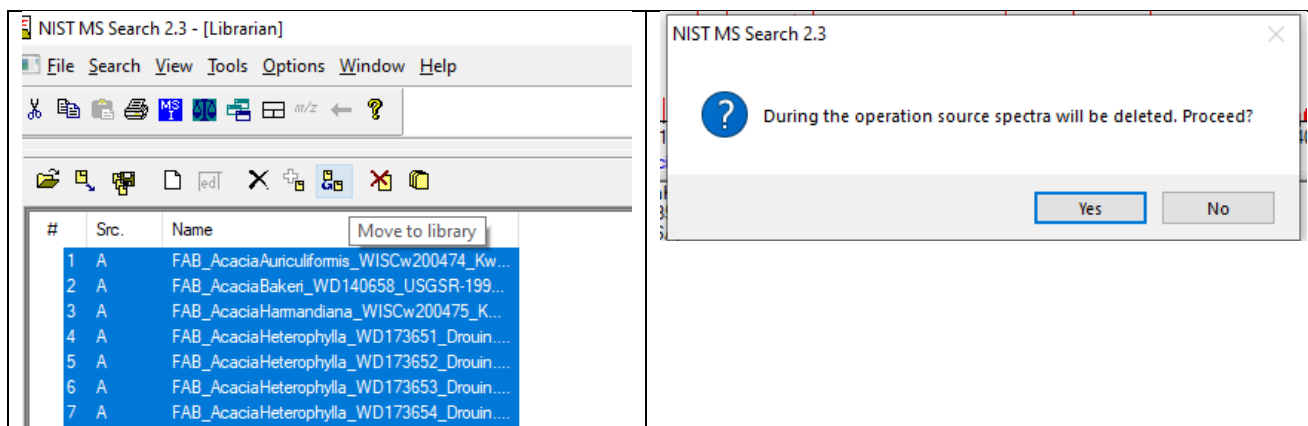 NIST MS Search 2.3 - [Librarian]
File Search View Tools Options Window Help
m/z
ed
# Src. Name
Move to library
1 A FAB_AcaciaAuriculiformis_WISCw200474_Kw...
2 A FAB_AcaciaBakeri_WD140658_USGSR-199...
3 A FAB_AcaciaHarmandiana_WISCw200475_K...
4 A FAB_AcaciaHeterophylla_WD173651_Drouin....
5 A FAB_AcaciaHeterophylla_WD173652_Drouin....
6 A FAB_AcaciaHeterophylla_WD173653_Drouin....
7 A FAB_AcaciaHeterophylla_WD173654_Drouin....
NIST MS Search 2.3
During the operation source spectra will be deleted. Proceed?
Yes No